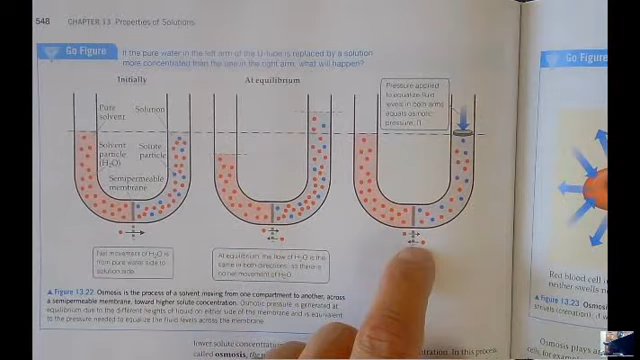 548 CHAPTER 13 Properties of Solutions
Go Figure
If the pure water in the left arm of the U-tube is replaced by a solution
more concentrated than the one in the right arm, what will happen?
Initially
At equilibrium
Pure
solvent
Solution
Solvent
particle
(H₂O)
Solute
particle
Semipermeable
membrane
Pressure applied
to equalize fluid
levels in both arms
equals osmotic
pressure, Π
Net movement of H₂O is
from pure water side to
solution side.
At equilibrium the flow of H₂O is the
same in both directions, so there is
no net movement of H₂O.
▲ Figure 13.22 Osmosis is the process of a solvent moving from one compartment to another, across
a semipermeable membrane, toward higher solute concentration. Osmotic pressure is generated at
equilibrium due to the different heights of liquid on either side of the membrane and is equivalent
to the pressure needed to equalize the fluid levels across the membrane.
lower solute concentration
called osmosis, the
In this process
Go Figure
Red blood cell
neither swells
▲ Figure 13.23 Osmosis
Osmosis plays